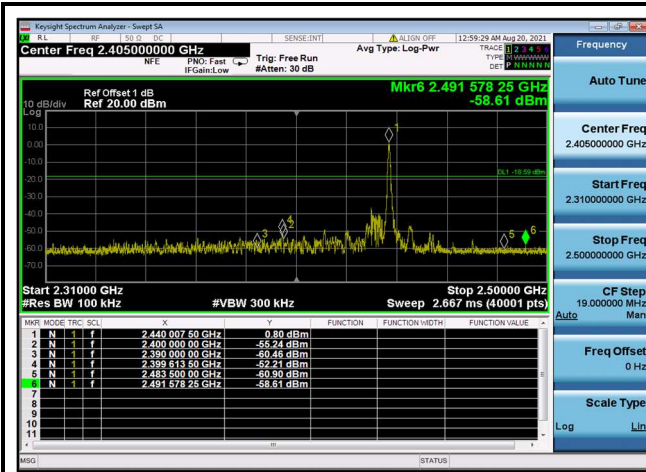 Keysight Spectrum Analyzer - Swept SA
RL RF 50 Ω DC SENSE:INT ALIGN OFF 12:59:29 AM Aug 20, 2021
Center Freq 2.405000000 GHz Avg Type: Log-Pwr TRACE 1 2 3 4 5 6
NFE PNO: Fast Trig: Free Run TYPE MWWWWW
IFGain:Low #Atten: 30 dB DET P NNNNN
Mkr6 2.491 578 25 GHz
-58.61 dBm
Ref Offset 1 dB
10 dB/div Ref 20.00 dBm
Log
10.0
0.00
-10.0
DL1 -18.59 dBm
-20.0
-30.0
-40.0
-50.0
-60.0
-70.0
1
4
2
3
5
6
Start 2.31000 GHz Stop 2.50000 GHz
#Res BW 100 kHz #VBW 300 kHz Sweep 2.667 ms (40001 pts)
MKR MODE TRC SCL X Y FUNCTION FUNCTION WIDTH FUNCTION VALUE
1 N 1 f 2.440 007 50 GHz 0.80 dBm
2 N 1 f 2.400 000 00 GHz -55.24 dBm
3 N 1 f 2.390 000 00 GHz -60.46 dBm
4 N 1 f 2.399 613 50 GHz -52.21 dBm
5 N 1 f 2.483 500 00 GHz -60.90 dBm
6 N 1 f 2.491 578 25 GHz -58.61 dBm
7
8
9
10
11
MSG STATUS
Frequency
Auto Tune
Center Freq
2.405000000 GHz
Start Freq
2.310000000 GHz
Stop Freq
2.500000000 GHz
CF Step
19.000000 MHz
Auto Man
Freq Offset
0 Hz
Scale Type
Log Lin